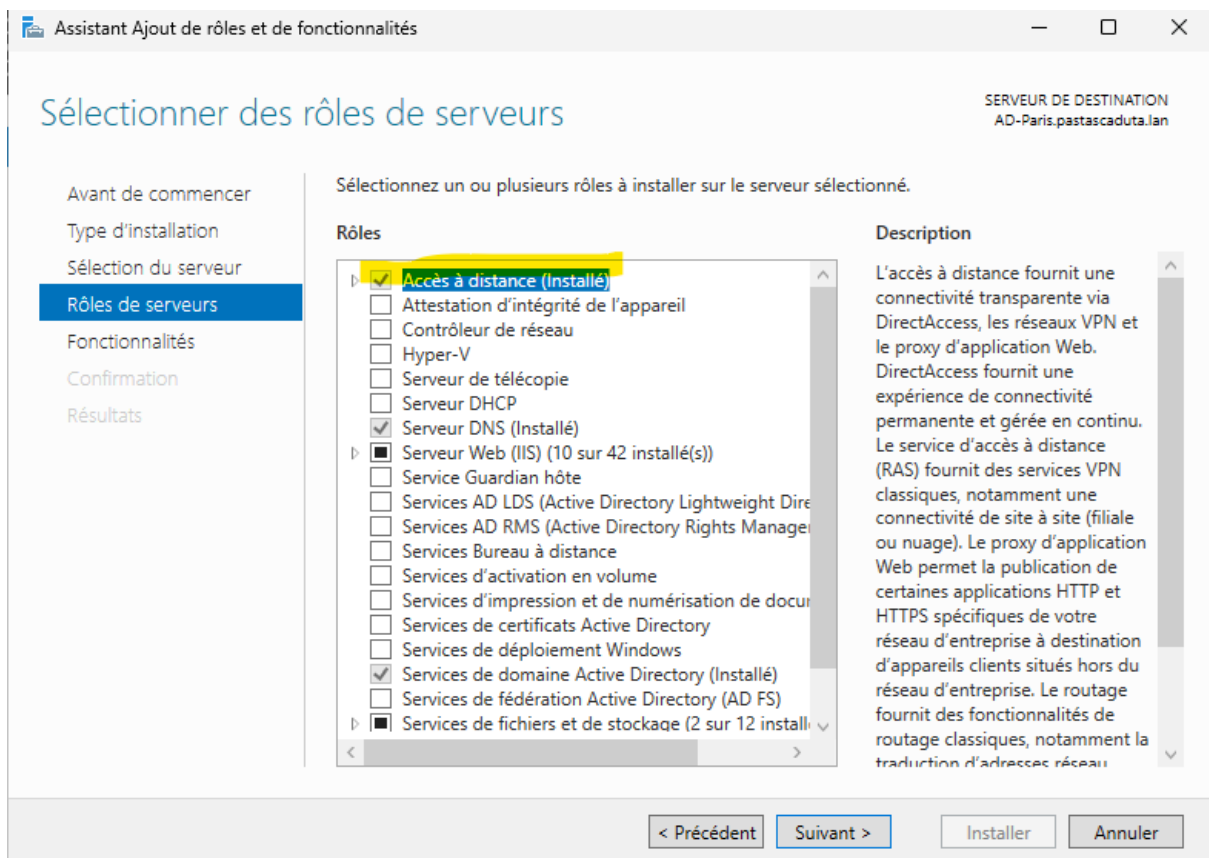 Assistant Ajout de rôles et de fonctionnalités
Sélectionner des rôles de serveurs
SERVEUR DE DESTINATION
AD-Paris.pastascaduta.lan
Avant de commencer
Type d'installation
Sélection du serveur
Rôles de serveurs
Fonctionnalités
Confirmation
Résultats
Sélectionnez un ou plusieurs rôles à installer sur le serveur sélectionné.
Rôles
Accès à distance (Installé)
Attestation d'intégrité de l'appareil
Contrôleur de réseau
Hyper-V
Serveur de télécopie
Serveur DHCP
Serveur DNS (Installé)
Serveur Web (IIS) (10 sur 42 installé(s))
Service Guardian hôte
Services AD LDS (Active Directory Lightweight Dire
Services AD RMS (Active Directory Rights Manage
Services Bureau à distance
Services d'activation en volume
Services d'impression et de numérisation de docu
Services de certificats Active Directory
Services de déploiement Windows
Services de domaine Active Directory (Installé)
Services de fédération Active Directory (AD FS)
Services de fichiers et de stockage (2 sur 12 install
Description
L'accès à distance fournit une
connectivité transparente via
DirectAccess, les réseaux VPN et
le proxy d'application Web.
DirectAccess fournit une
expérience de connectivité
permanente et gérée en continu.
Le service d'accès à distance
(RAS) fournit des services VPN
classiques, notamment une
connectivité de site à site (filiale
ou nuage). Le proxy d'application
Web permet la publication de
certaines applications HTTP et
HTTPS spécifiques de votre
réseau d'entreprise à destination
d'appareils clients situés hors du
réseau d'entreprise. Le routage
fournit des fonctionnalités de
routage classiques, notamment la
traduction d'adresses réseau
< Précédent
Suivant >
Installer
Annuler